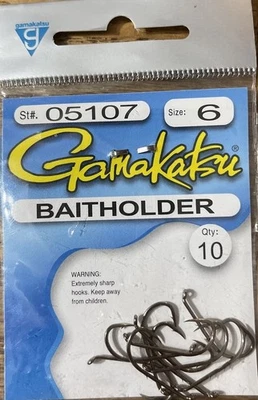 gamakatsu
g
St#. 05107 Size: 6
Gamakatsu
BAITHOLDER
Qty:
10
WARNING:
Extremely sharp
hooks. Keep away
from children.